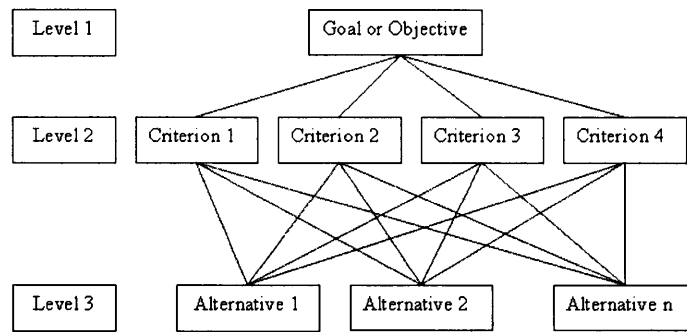 Level 1
Goal or Objective
Level 2
Criterion 1
Criterion 2
Criterion 3
Criterion 4
Level 3
Alternative 1
Alternative 2
Alternative n